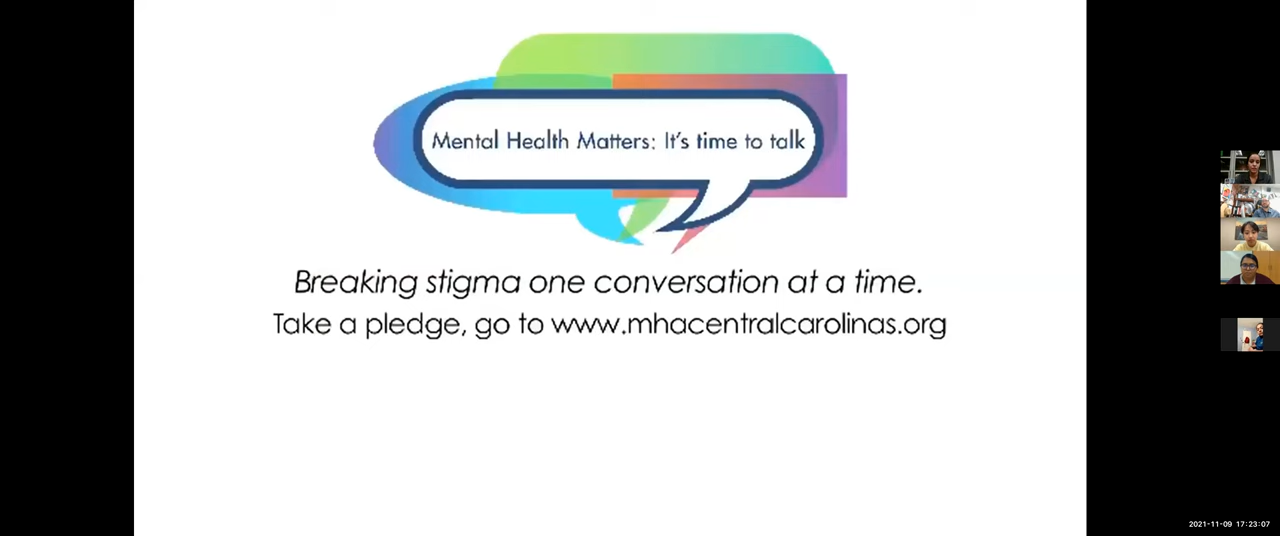 Mental Health Matters: It's time to talk
Breaking stigma one conversation at a time.
Take a pledge, go to www.mhacentralcarolinas.org
2021-11-09 17:23:07